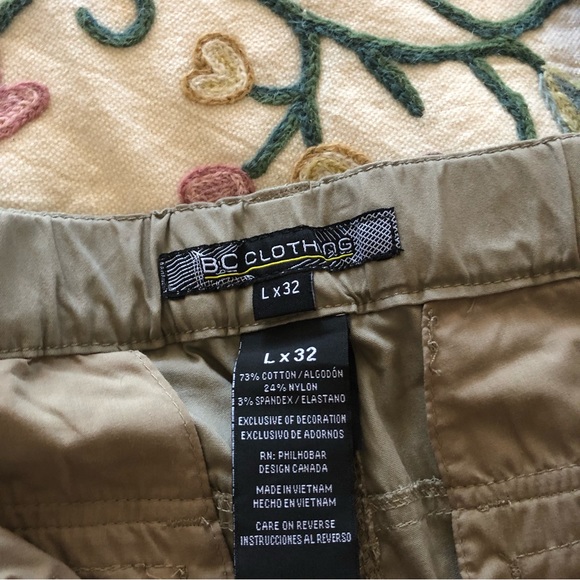 BC CLOTHING
L x 32
L x 32
73% COTTON / ALGODÓN
24% NYLON
3% SPANDEX / ELASTANO
EXCLUSIVE OF DECORATION
EXCLUSIVO DE ADORNOS
RN: PHILHOBAR
DESIGN CANADA
MADE IN VIETNAM
HECHO EN VIETNAM
CARE ON REVERSE
INSTRUCCIONES AL REVERSO